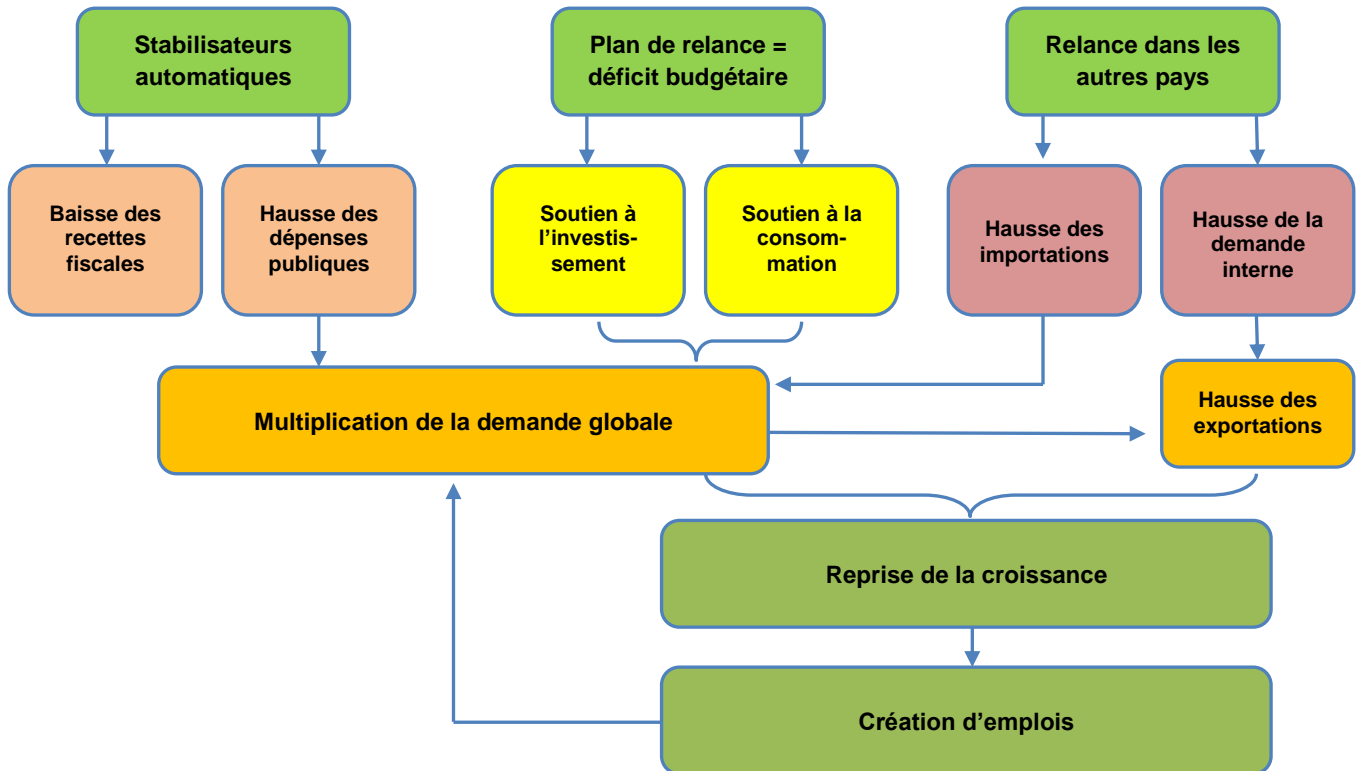 Stabilisateurs
automatiques
Plan de relance =
déficit budgétaire
Relance dans les
autres pays
Baisse des
recettes
fiscales
Hausse des
dépenses
publiques
Soutien à
l’investis-
sement
Soutien à la
consom-
mation
Hausse des
importations
Hausse de la
demande
interne
Multiplication de la demande globale
Hausse des
exportations
Reprise de la croissance
Création d’emplois